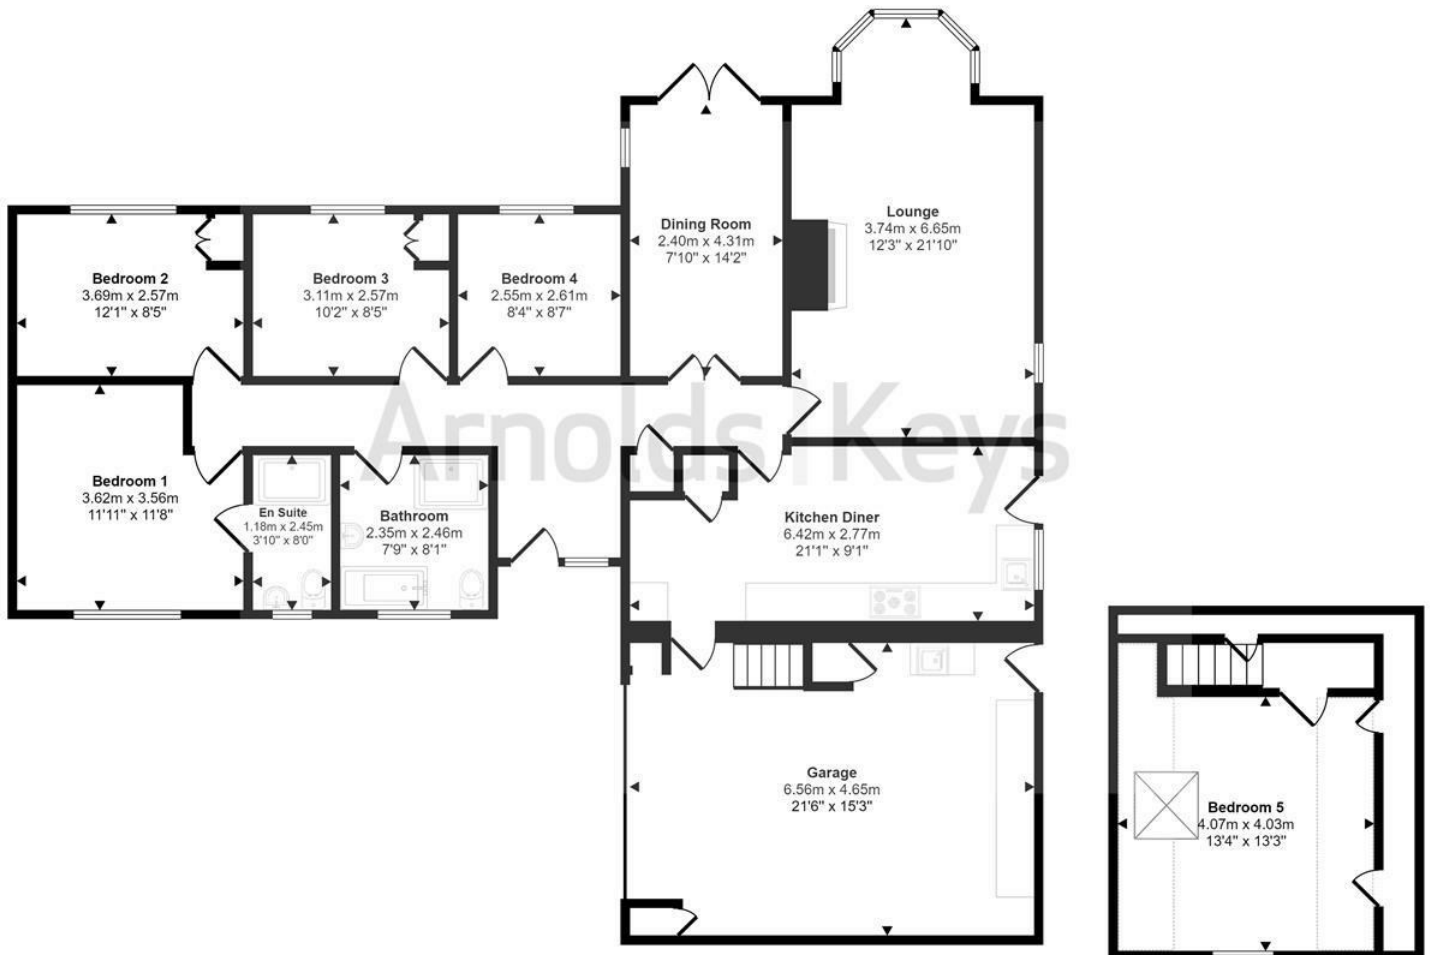 Dining Room
2.40m x 4.31m
7'10" x 14'2"
Lounge
3.74m x 6.65m
12'3" x 21'10"
Bedroom 2
3.69m x 2.57m
12'1" x 8'5"
Bedroom 3
3.11m x 2.57m
10'2" x 8'5"
Bedroom 4
2.55m x 2.61m
8'4" x 8'7"
Arnolds | Keys
Bedroom 1
3.62m x 3.56m
11'11" x 11'8"
En Suite
1.18m x 2.45m
3'10" x 8'0"
Bathroom
2.35m x 2.46m
7'9" x 8'1"
Kitchen Diner
6.42m x 2.77m
21'1" x 9'1"
Garage
6.56m x 4.65m
21'6" x 15'3"
Bedroom 5
4.07m x 4.03m
13'4" x 13'3"